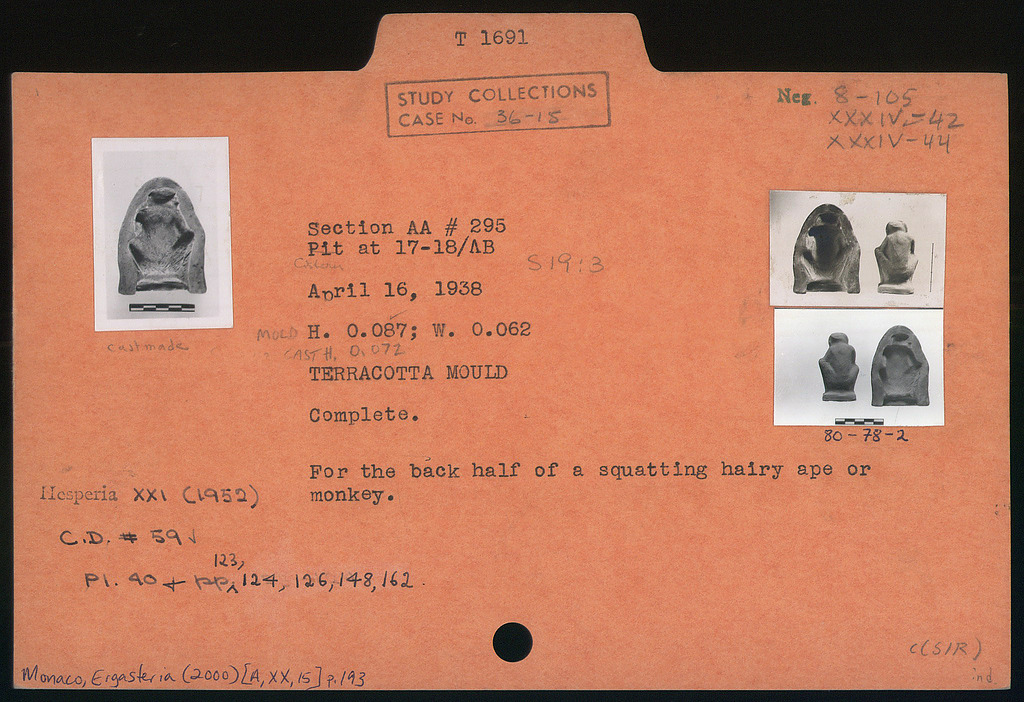 T 1691
STUDY COLLECTIONS
CASE No. 36-15
Neg. 8-105
XXXIV-42
XXXIV-44
Section AA # 295
Pit at 17-18/AB
S19:3
April 16, 1938
MOLD H. 0.087; W. 0.062
CAST H. 0.072
cast made
TERRACOTTA MOULD
Complete.
80-78-2
For the back half of a squatting hairy ape or
monkey.
Hesperia XXI (1952)
C.D. # 59 √
123,
Pl. 40 + pp. 124, 126, 148, 162.
c(SIR)
ind.
Monaco, Ergasteria (2000) [A, XX, 15] p. 193